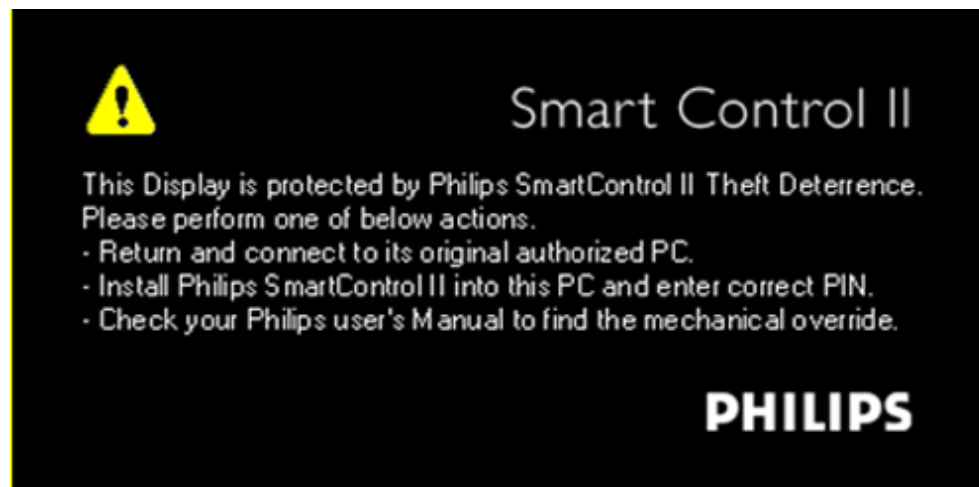 Smart Control II
This Display is protected by Philips SmartControl II Theft Deterrence.
Please perform one of below actions.
- Return and connect to its original authorized PC.
- Install Philips SmartControl II into this PC and enter correct PIN.
- Check your Philips user's Manual to find the mechanical override.
PHILIPS